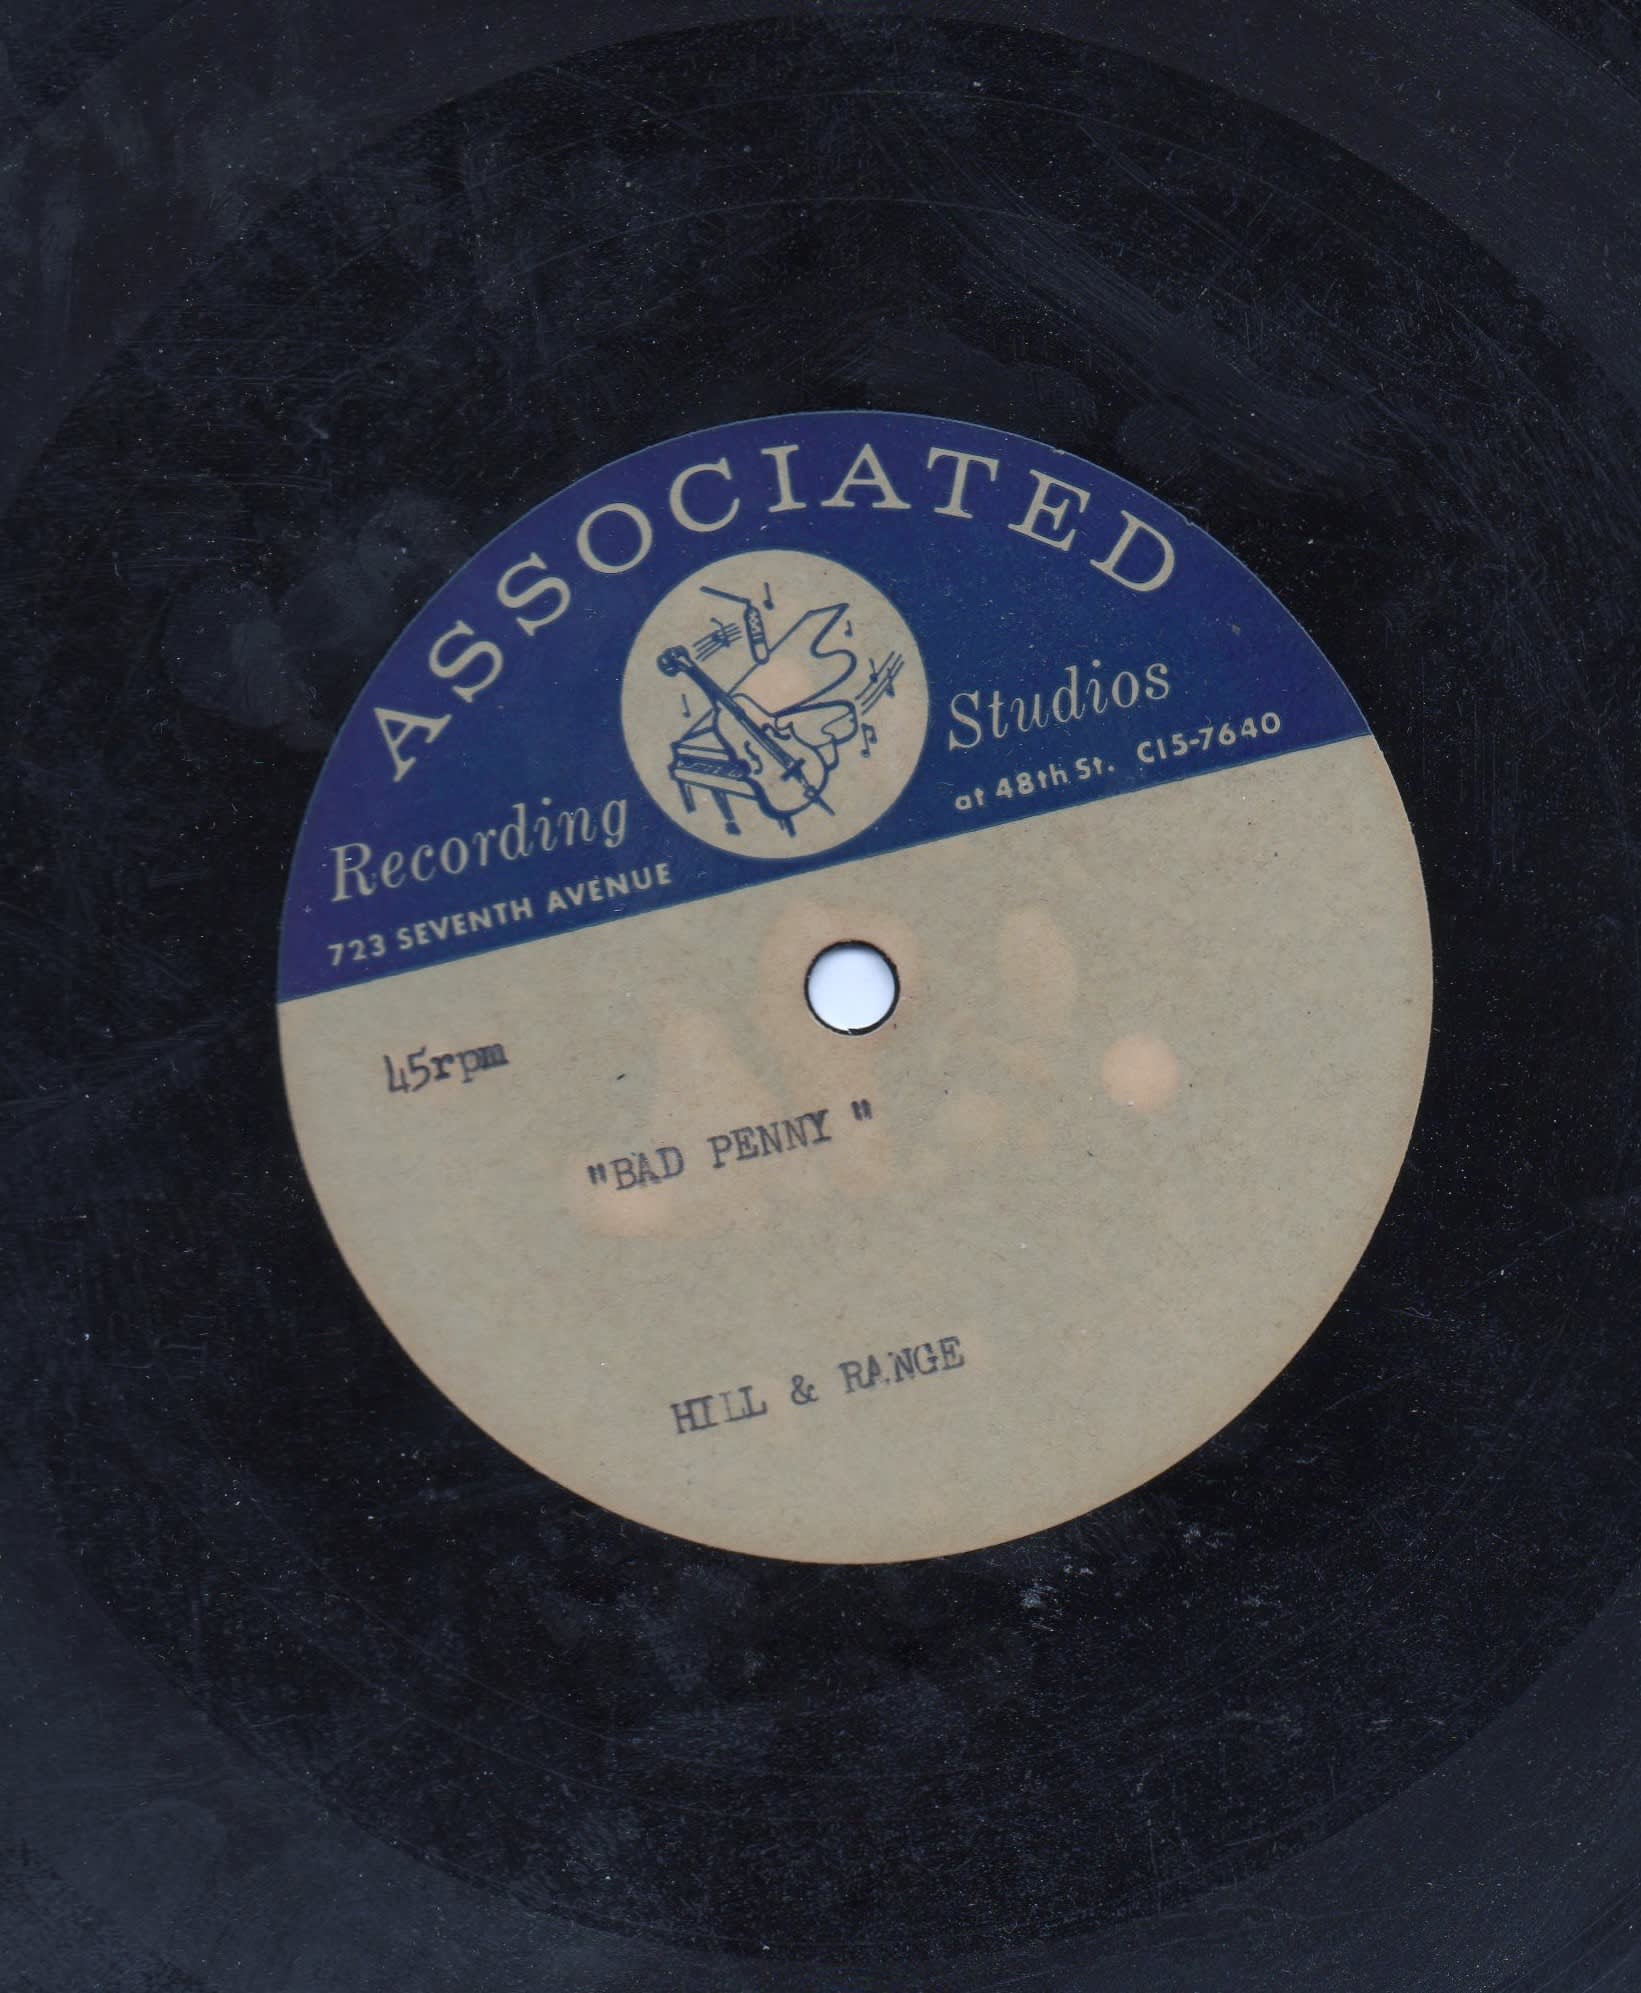 ASSOCIATED
Recording Studios
723 SEVENTH AVENUE at 48th St. CI5-7640
45rpm
"BAD PENNY "
HILL & RANGE